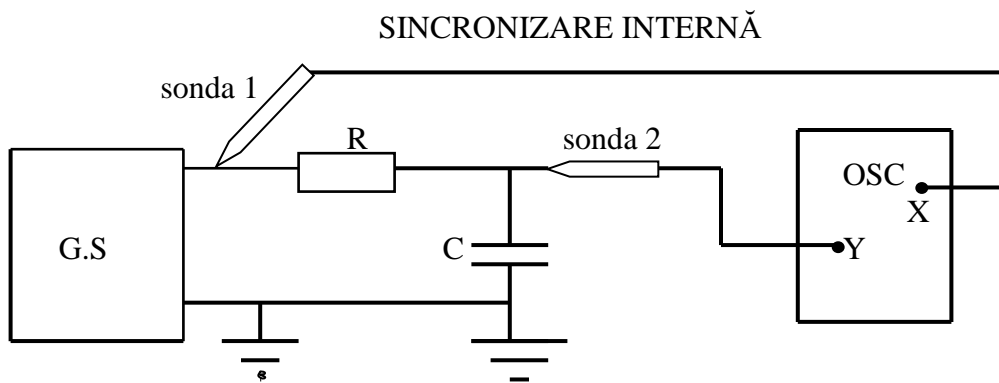 SINCRONIZARE INTERNĂ
sonda 1
R
sonda 2
OSC
X
G.S
C
Y